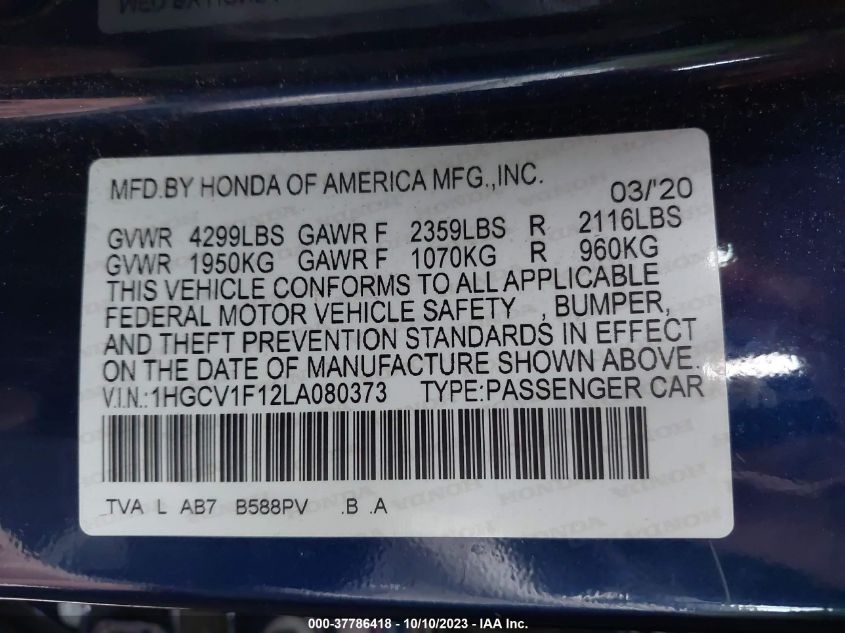 MFD.BY HONDA OF AMERICA MFG.,INC. 03/'20
GVWR 4299LBS GAWR F 2359LBS R 2116LBS
GVWR 1950KG GAWR F 1070KG R 960KG
THIS VEHICLE CONFORMS TO ALL APPLICABLE
FEDERAL MOTOR VEHICLE SAFETY , BUMPER,
AND THEFT PREVENTION STANDARDS IN EFFECT
ON THE DATE OF MANUFACTURE SHOWN ABOVE.
V.I.N.:1HGCV1F12LA080373 TYPE:PASSENGER CAR
TVA L AB7 B588PV .B .A
000-37786418 - 10/10/2023 - IAA Inc.